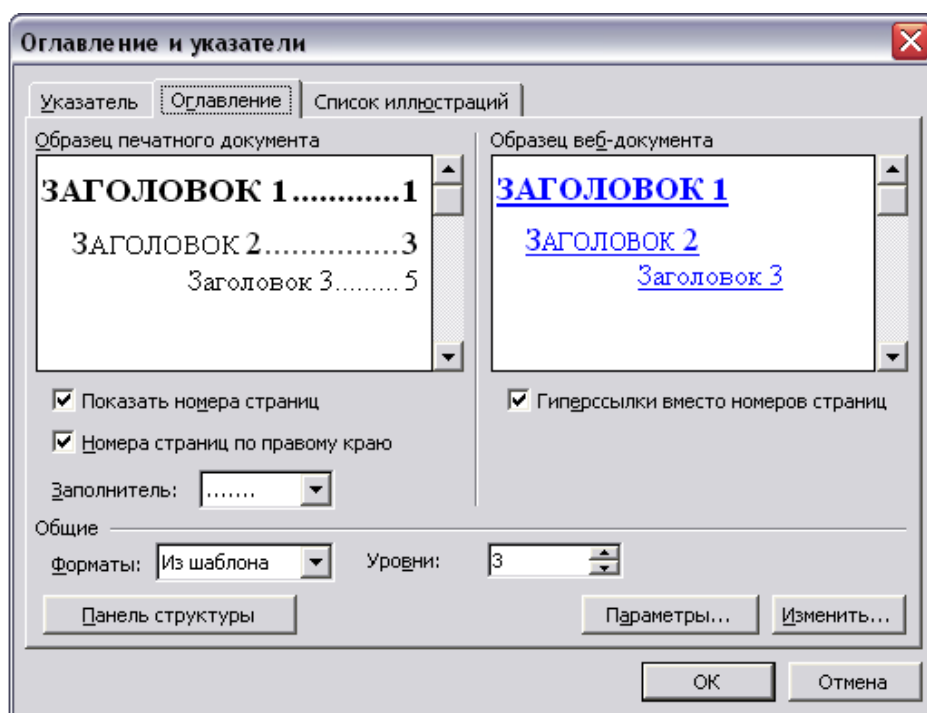 Оглавление и указатели
Указатель Оглавление Список иллюстраций
Образец печатного документа Образец веб-документа
ЗАГОЛОВОК 1............1 ЗАГОЛОВОК 1
ЗАГОЛОВОК 2...............3 ЗАГОЛОВОК 2
Заголовок 3......... 5 Заголовок 3
Показать номера страниц Гиперссылки вместо номеров страниц
Номера страниц по правому краю
Заполнитель: .......
Общие
Форматы: Из шаблона Уровни: 3
Панель структуры Параметры... Изменить...
ОК Отмена